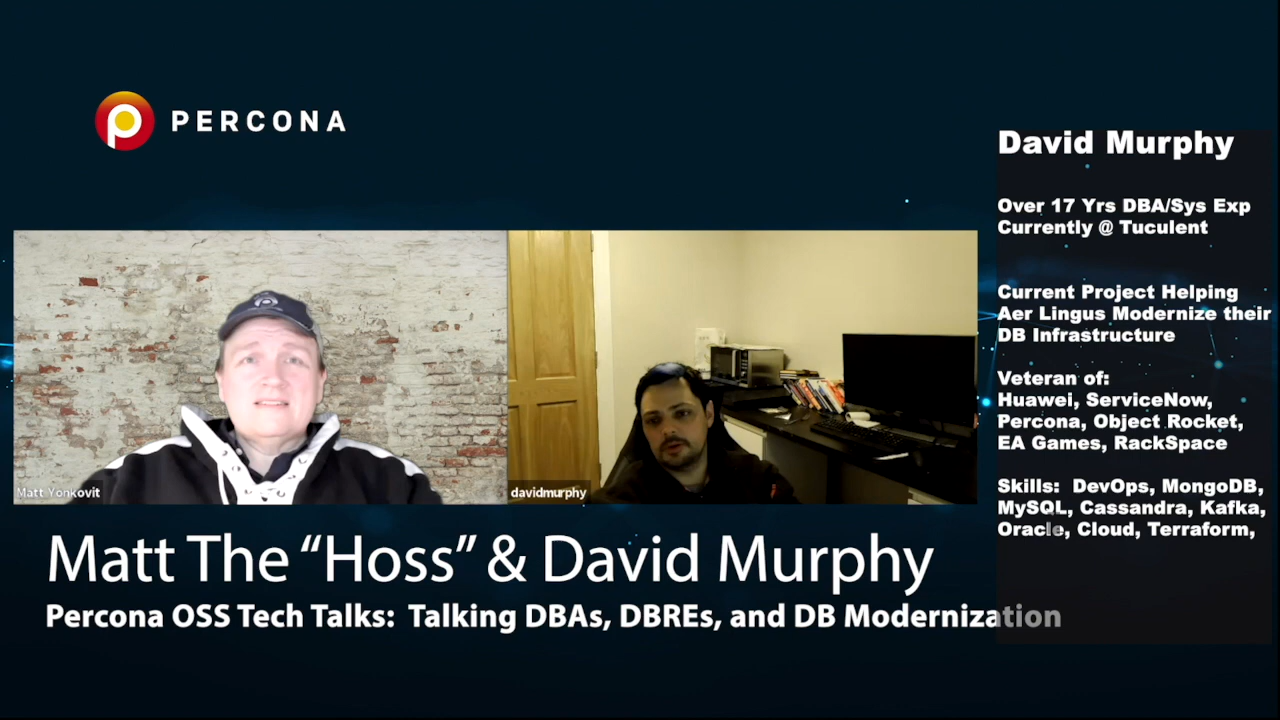 PERCONA
David Murphy
Over 17 Yrs DBA/Sys Exp
Currently @ Tuculent
Current Project Helping
Aer Lingus Modernize their
DB Infrastructure
Veteran of:
Huawei, ServiceNow,
Percona, Object Rocket,
EA Games, RackSpace
Skills: DevOps, MongoDB,
MySQL, Cassandra, Kafka,
Oracle, Cloud, Terraform,
Matt Yonkovit
davidmurphy
Matt The “Hoss” & David Murphy
Percona OSS Tech Talks: Talking DBAs, DBREs, and DB Modernization